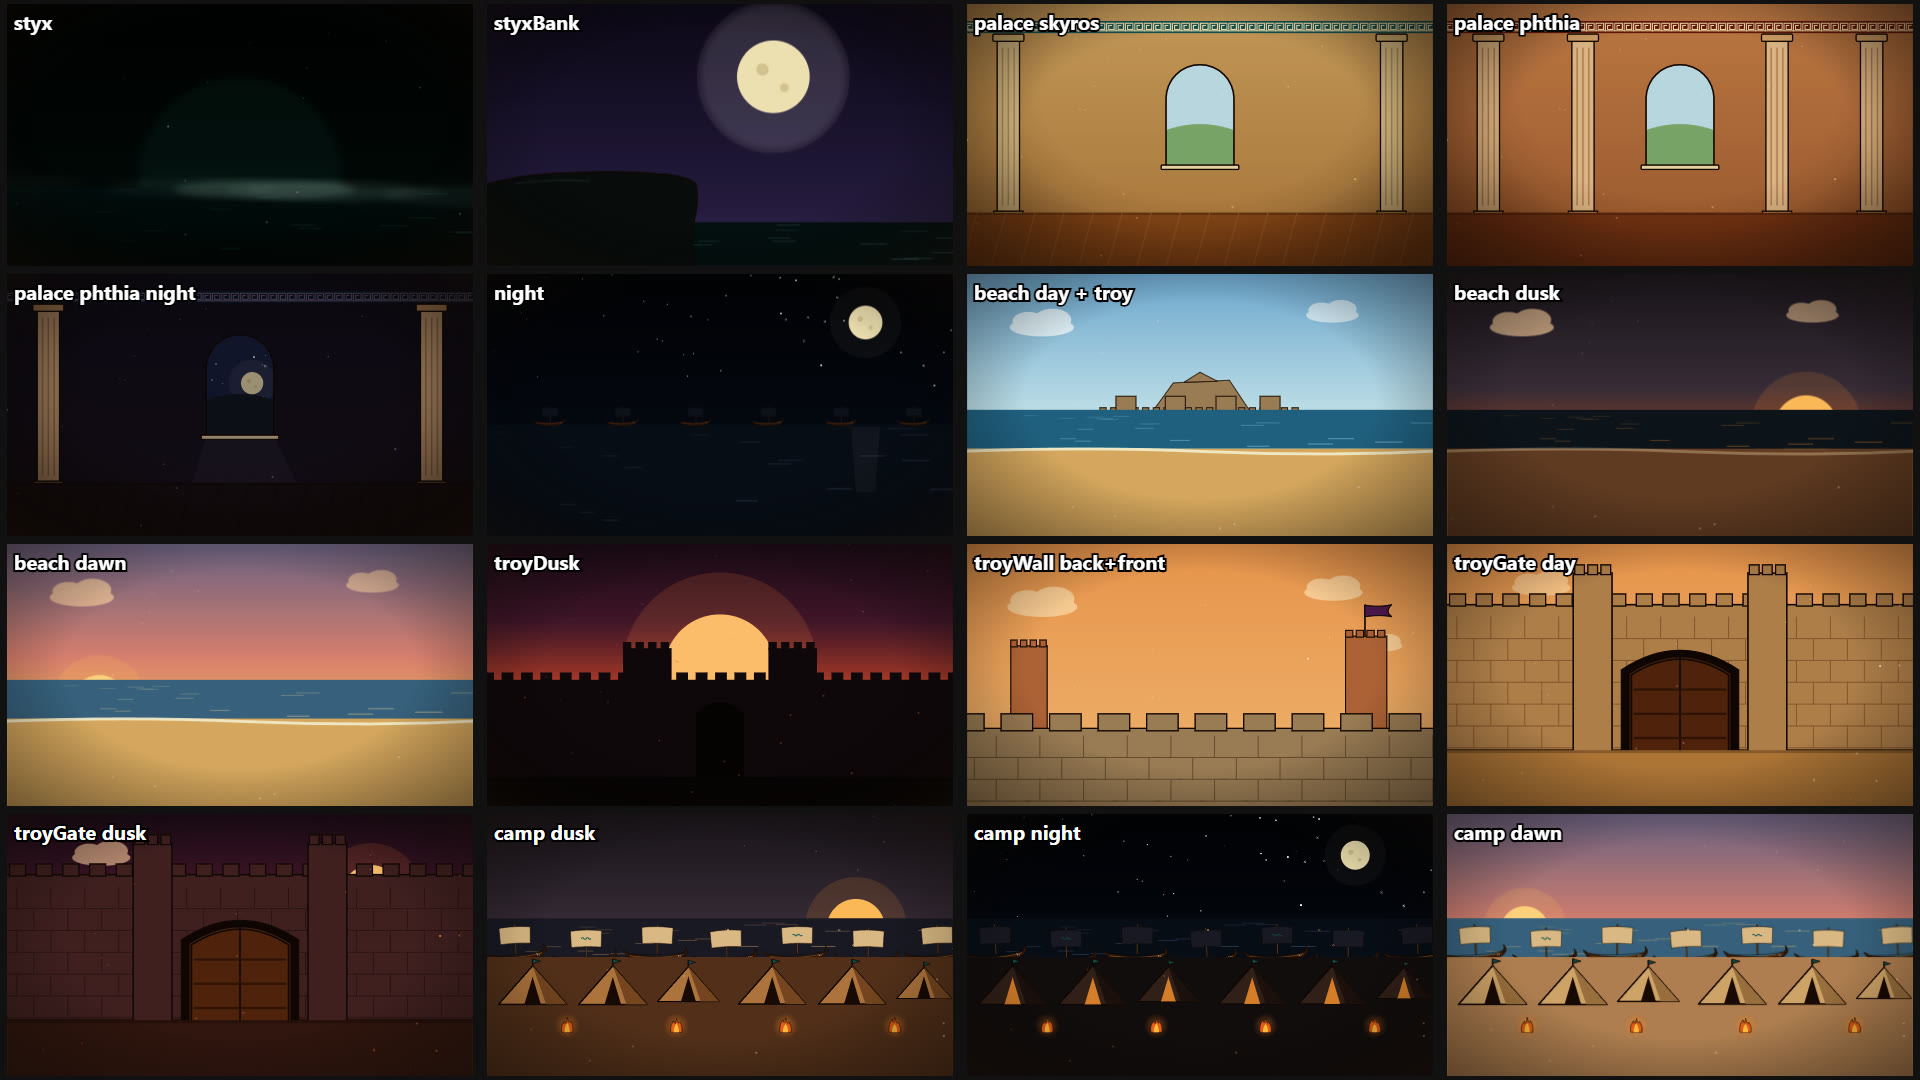 styx
styxBank
palace skyros
palace phthia
palace phthia night
night
beach day + troy
beach dusk
beach dawn
troyDusk
troyWall back+front
troyGate day
troyGate dusk
camp dusk
camp night
camp dawn